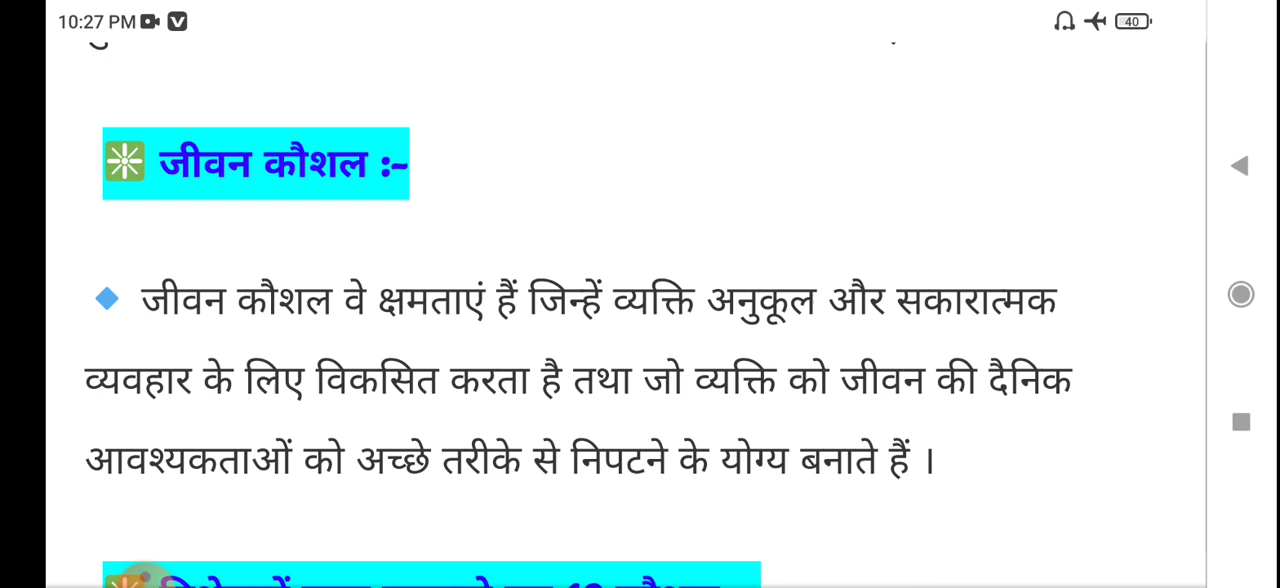 10:27 PM
40
जीवन कौशल :-
जीवन कौशल वे क्षमताएं हैं जिन्हें व्यक्ति अनुकूल और सकारात्मक
व्यवहार के लिए विकसित करता है तथा जो व्यक्ति को जीवन की दैनिक
आवश्यकताओं को अच्छे तरीके से निपटने के योग्य बनाते हैं ।